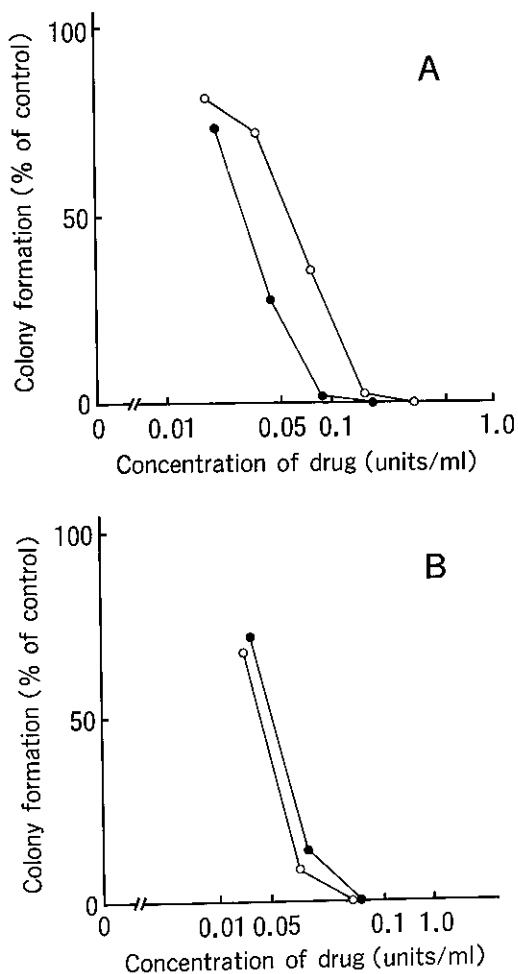 A
Colony formation (% of control)
100
50
0
0 0.01 0.05 0.1 1.0
Concentration of drug (units/ml)
B
Colony formation (% of control)
100
50
0
0 0.01 0.05 0.1 1.0
Concentration of drug (units/ml)